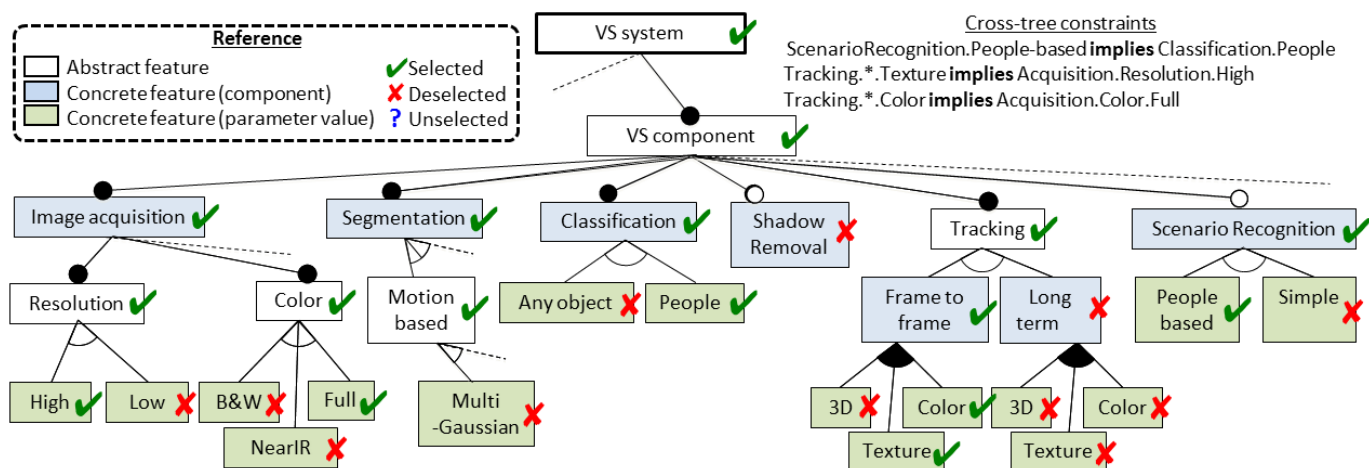 Reference
Abstract feature
Concrete feature (component)
Concrete feature (parameter value)
Selected
Deselected
? Unselected
VS system
Cross-tree constraints
ScenarioRecognition.People-based implies Classification.People
Tracking.*.Texture implies Acquisition.Resolution.High
Tracking.*.Color implies Acquisition.Color.Full
VS component
Image acquisition
Segmentation
Classification
Shadow
Removal
Tracking
Scenario Recognition
Resolution
Color
Motion
based
Any object
People
Frame to
frame
Long
term
People
based
Simple
High
Low
B&W
NearIR
Full
Multi
-Gaussian
3D
Texture
Color
3D
Texture
Color